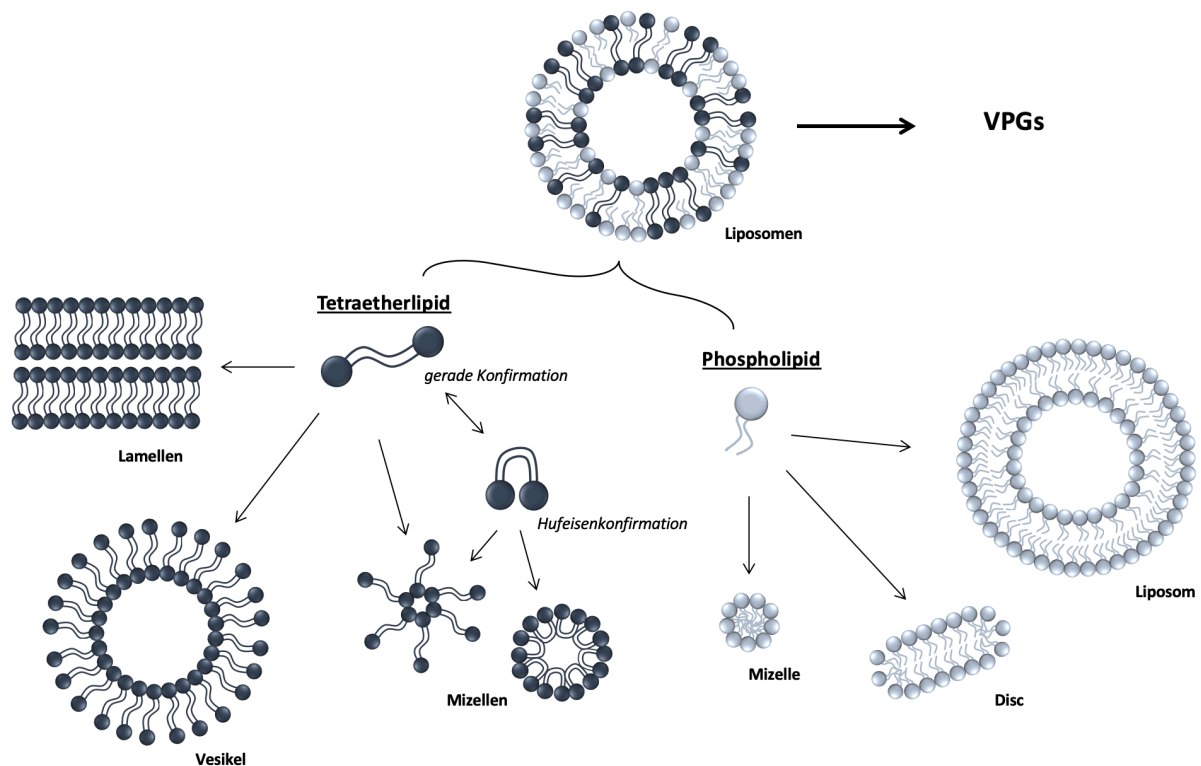 VPGs
Liposomen
Tetraetherlipid
gerade Konfirmation
Phospholipid
Lamellen
Hufeisenkonfirmation
Liposom
Mizelle
Mizellen
Disc
Vesikel